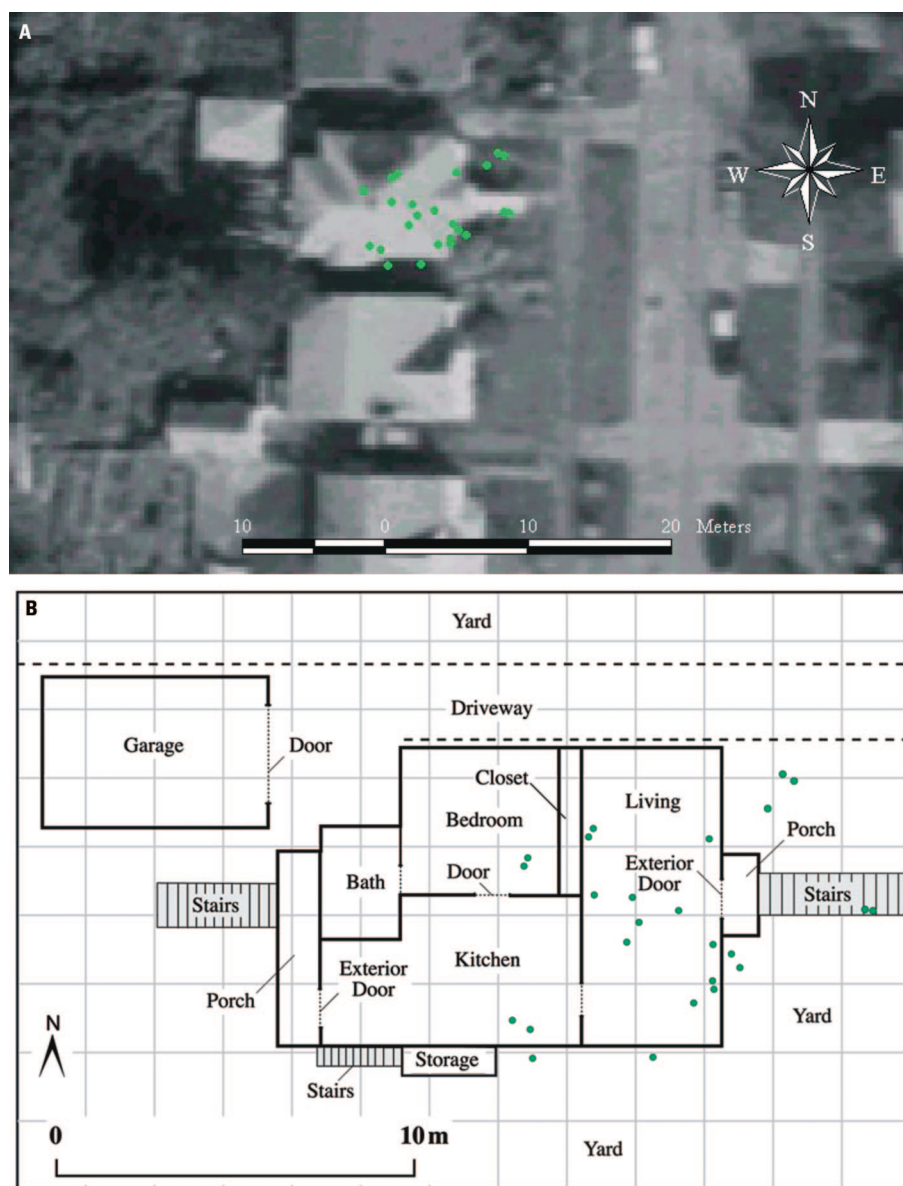 A
N
W E
S
10 0 10 20 Meters
B
Yard
Driveway
Garage
Door
Closet
Living
Bedroom
Porch
Exterior
Door
Door
Bath
Stairs
Stairs
Kitchen
Exterior
Door
Porch
Yard
N
Storage
Stairs
0 10 m
Yard